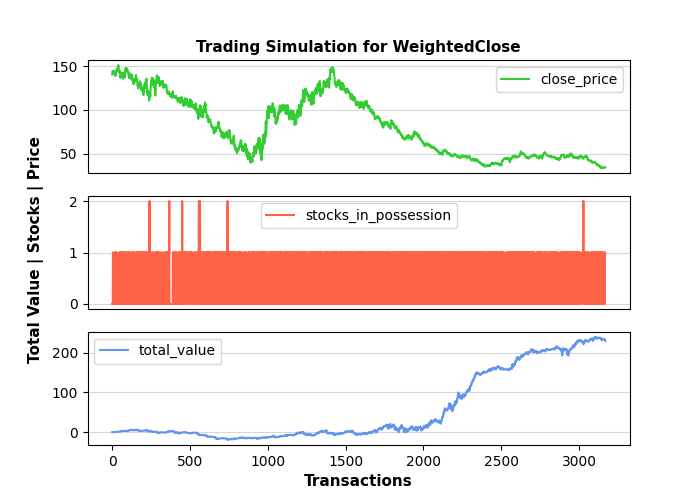 Trading Simulation for WeightedClose
150
100
50
close_price
2
1
0
stocks_in_possession
Total Value | Stocks | Price
200
100
0
total_value
0 500 1000 1500 2000 2500 3000
Transactions